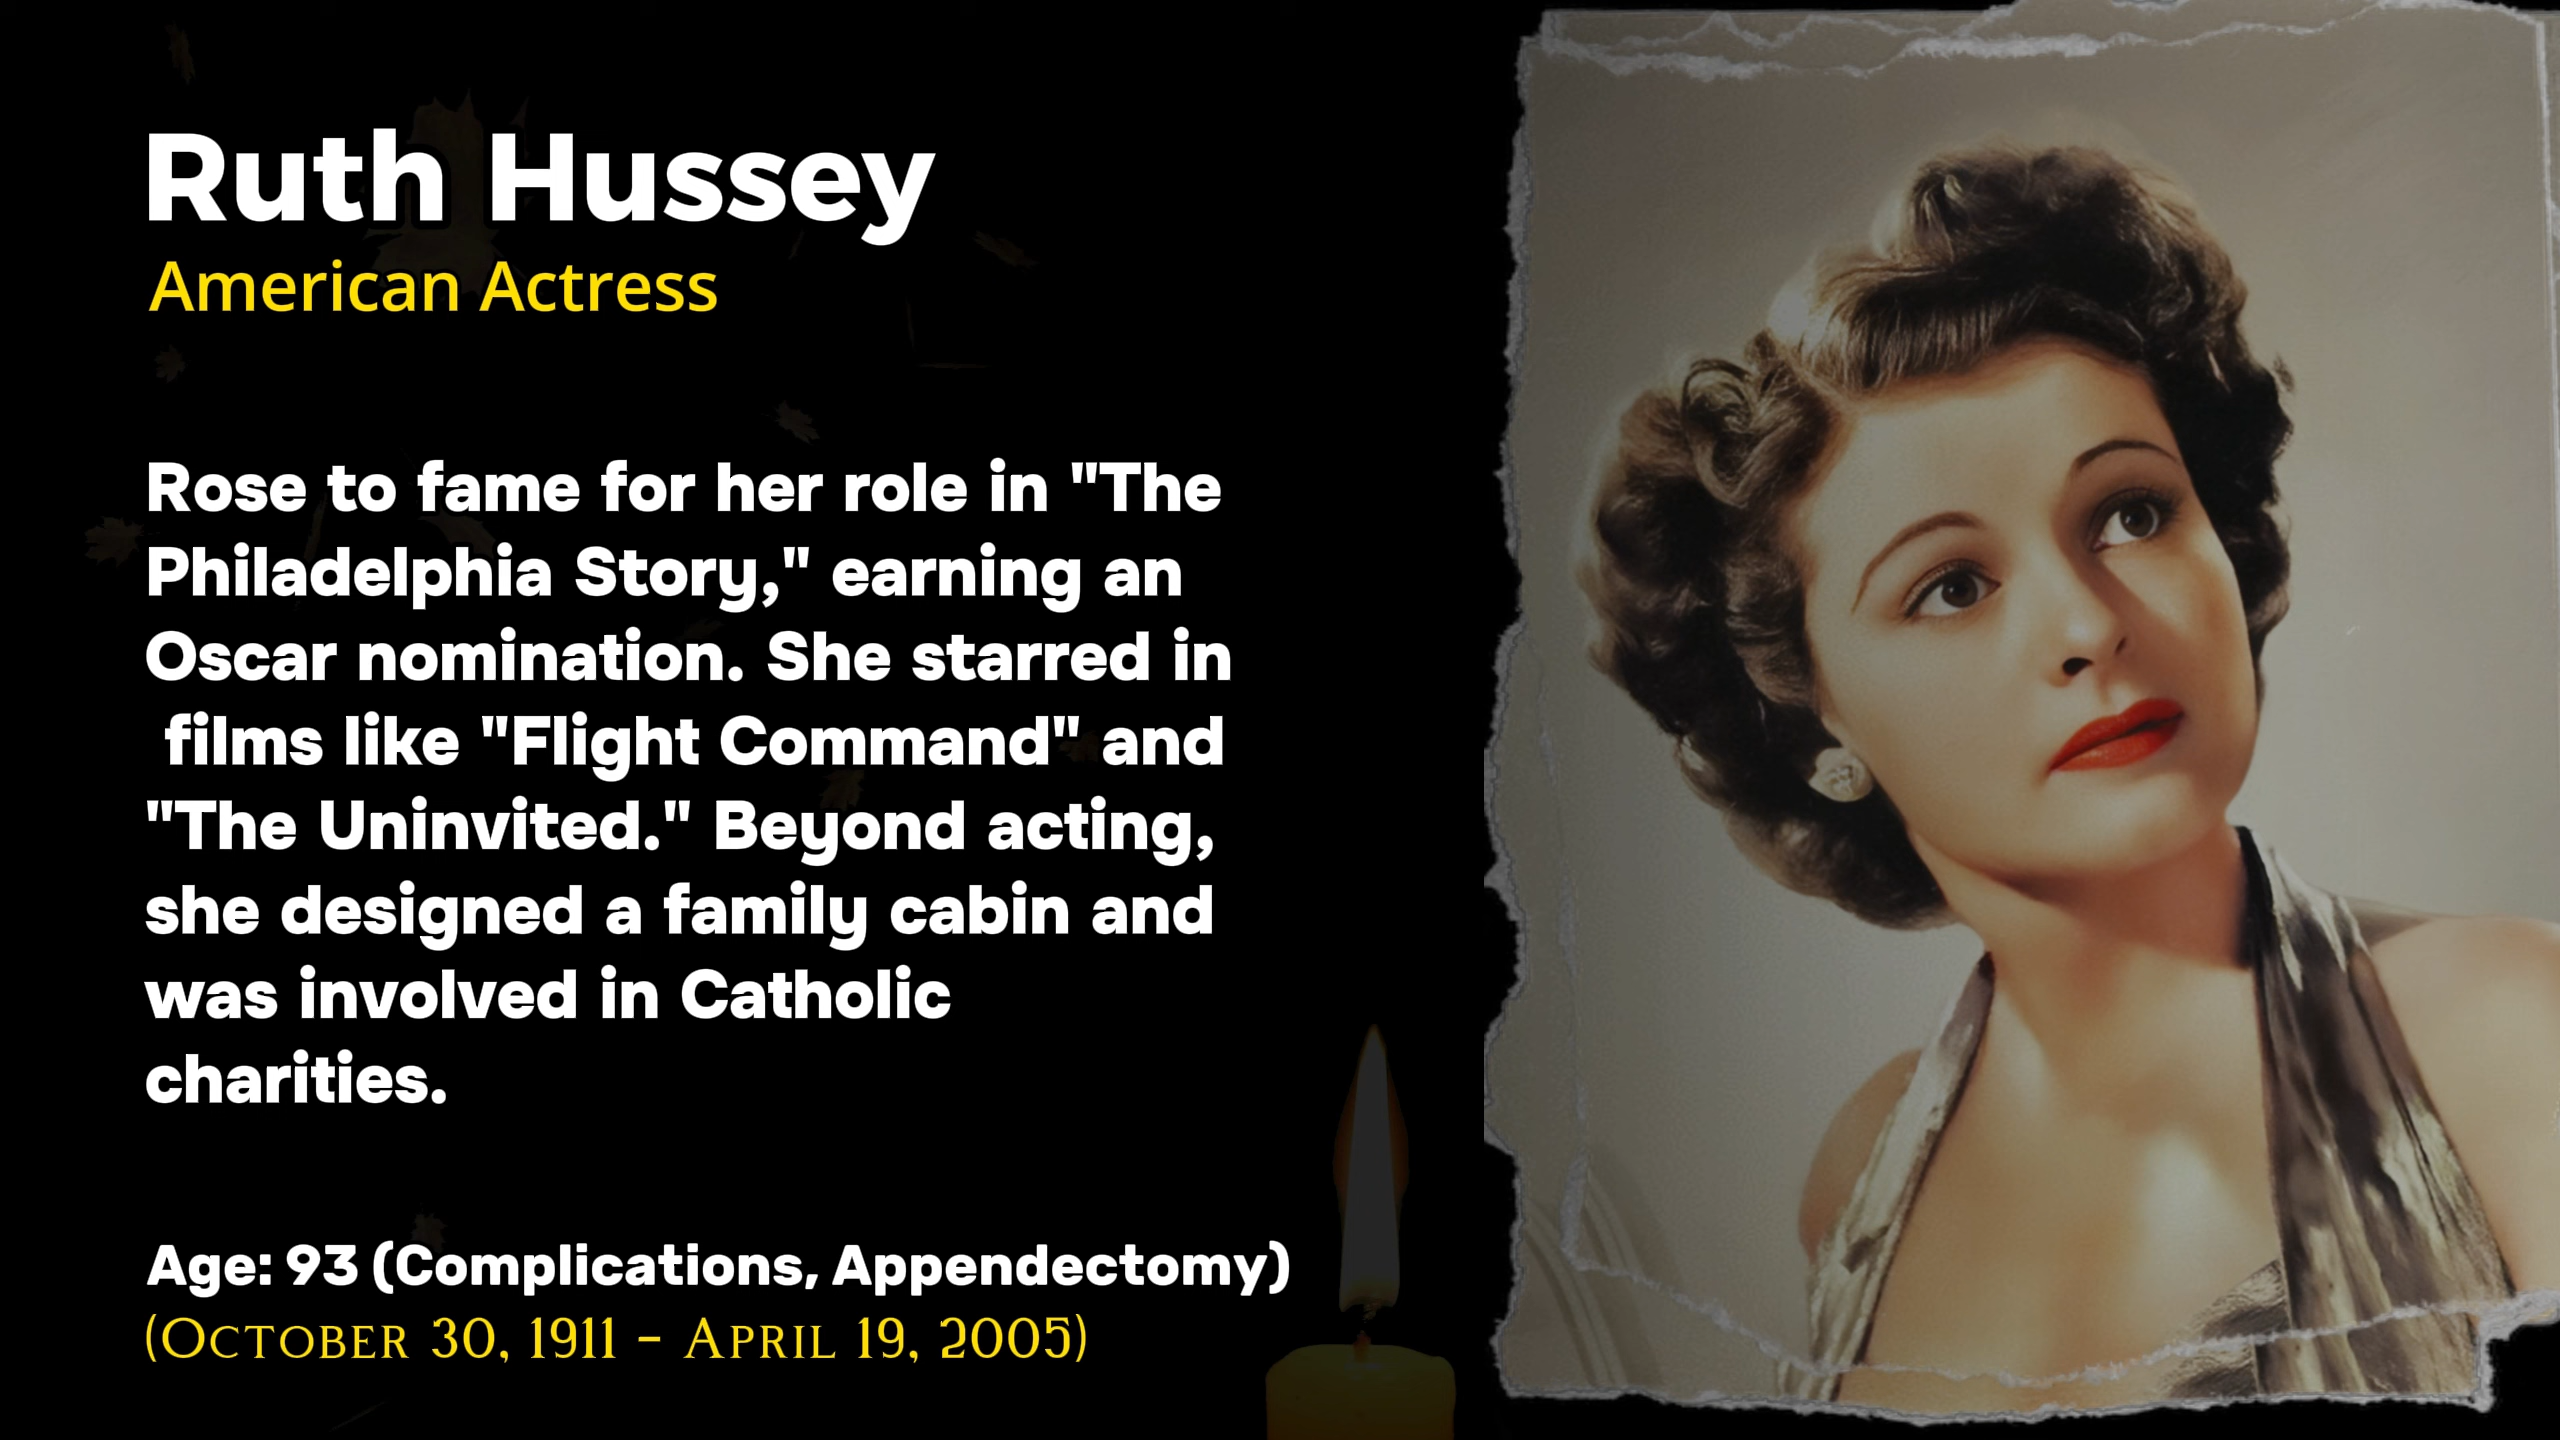 Ruth Hussey
American Actress
Rose to fame for her role in "The
Philadelphia Story," earning an
Oscar nomination. She starred in
films like "Flight Command" and
"The Uninvited." Beyond acting,
she designed a family cabin and
was involved in Catholic
charities.
Age: 93 (Complications, Appendectomy)
(October 30, 1911 – April 19, 2005)